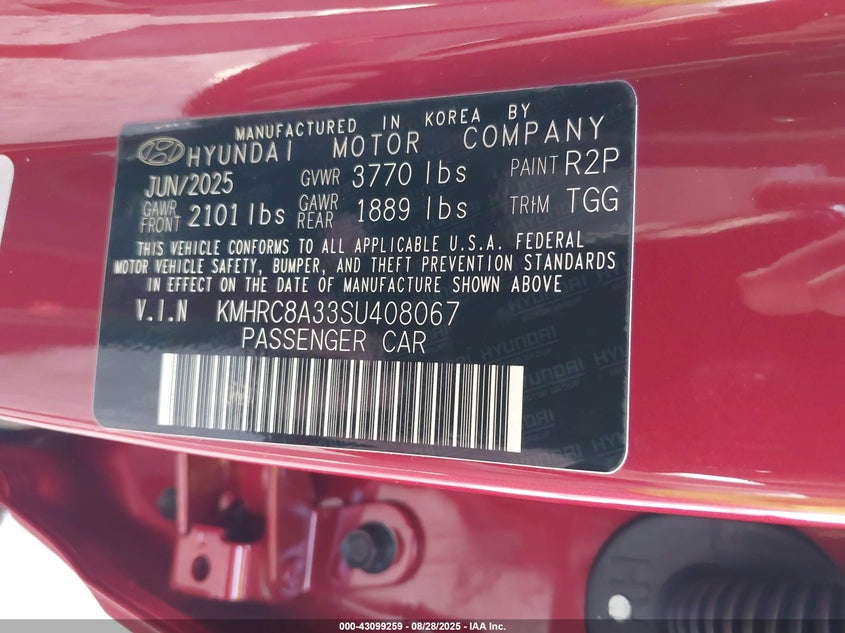 MANUFACTURED IN KOREA BY
HYUNDAI MOTOR COMPANY
JUN/2025 GVWR 3770 lbs PAINT R2P
GAWR FRONT 2101 lbs GAWR REAR 1889 lbs TRIM TGG
THIS VEHICLE CONFORMS TO ALL APPLICABLE U.S.A. FEDERAL
MOTOR VEHICLE SAFETY, BUMPER, AND THEFT PREVENTION STANDARDS
IN EFFECT ON THE DATE OF MANUFACTURE SHOWN ABOVE
V.I.N KMHRC8A33SU408067
PASSENGER CAR
HYUNDAI
MOTOR GROUP
000-43099259 - 08/28/2025 - IAA Inc.